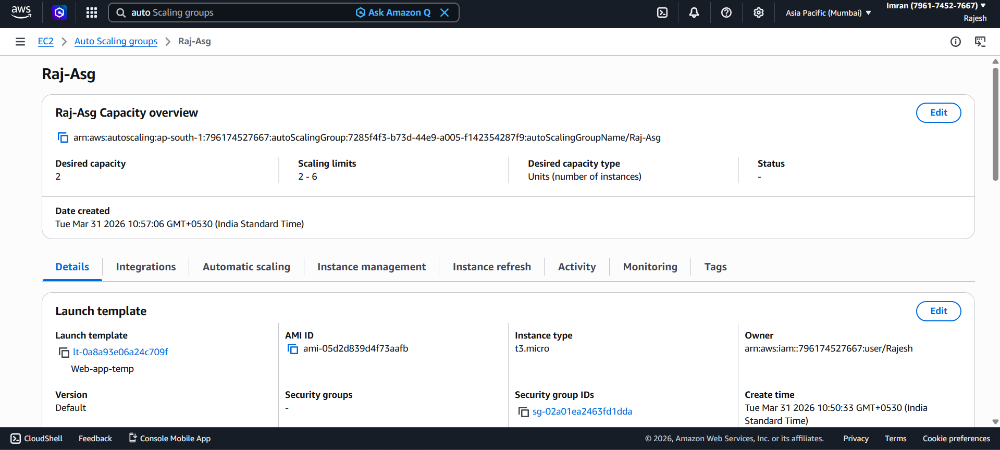 aws
auto Scaling groups
Ask Amazon Q
Asia Pacific (Mumbai)
Imran (7961-7452-7667)
Rajesh
EC2
Auto Scaling groups
Raj-Asg
Raj-Asg
Raj-Asg Capacity overview
Edit
arn:aws:autoscaling:ap-south-1:796174527667:autoScalingGroup:7285f4f3-b73d-44e9-a005-f142354287f9:autoScalingGroupName/Raj-Asg
Desired capacity
2
Scaling limits
2 - 6
Desired capacity type
Units (number of instances)
Status
-
Date created
Tue Mar 31 2026 10:57:06 GMT+0530 (India Standard Time)
Details
Integrations
Automatic scaling
Instance management
Instance refresh
Activity
Monitoring
Tags
Launch template
Edit
Launch template
lt-0a8a93e06a24c709f
Web-app-temp
AMI ID
ami-05d2d839d4f73aafb
Instance type
t3.micro
Owner
arn:aws:iam::796174527667:user/Rajesh
Version
Default
Security groups
-
Security group IDs
sg-02a01ea2463fd1dda
Create time
Tue Mar 31 2026 10:50:33 GMT+0530 (India
Standard Time)
CloudShell
Feedback
Console Mobile App
© 2026, Amazon Web Services, Inc. or its affiliates.
Privacy
Terms
Cookie preferences